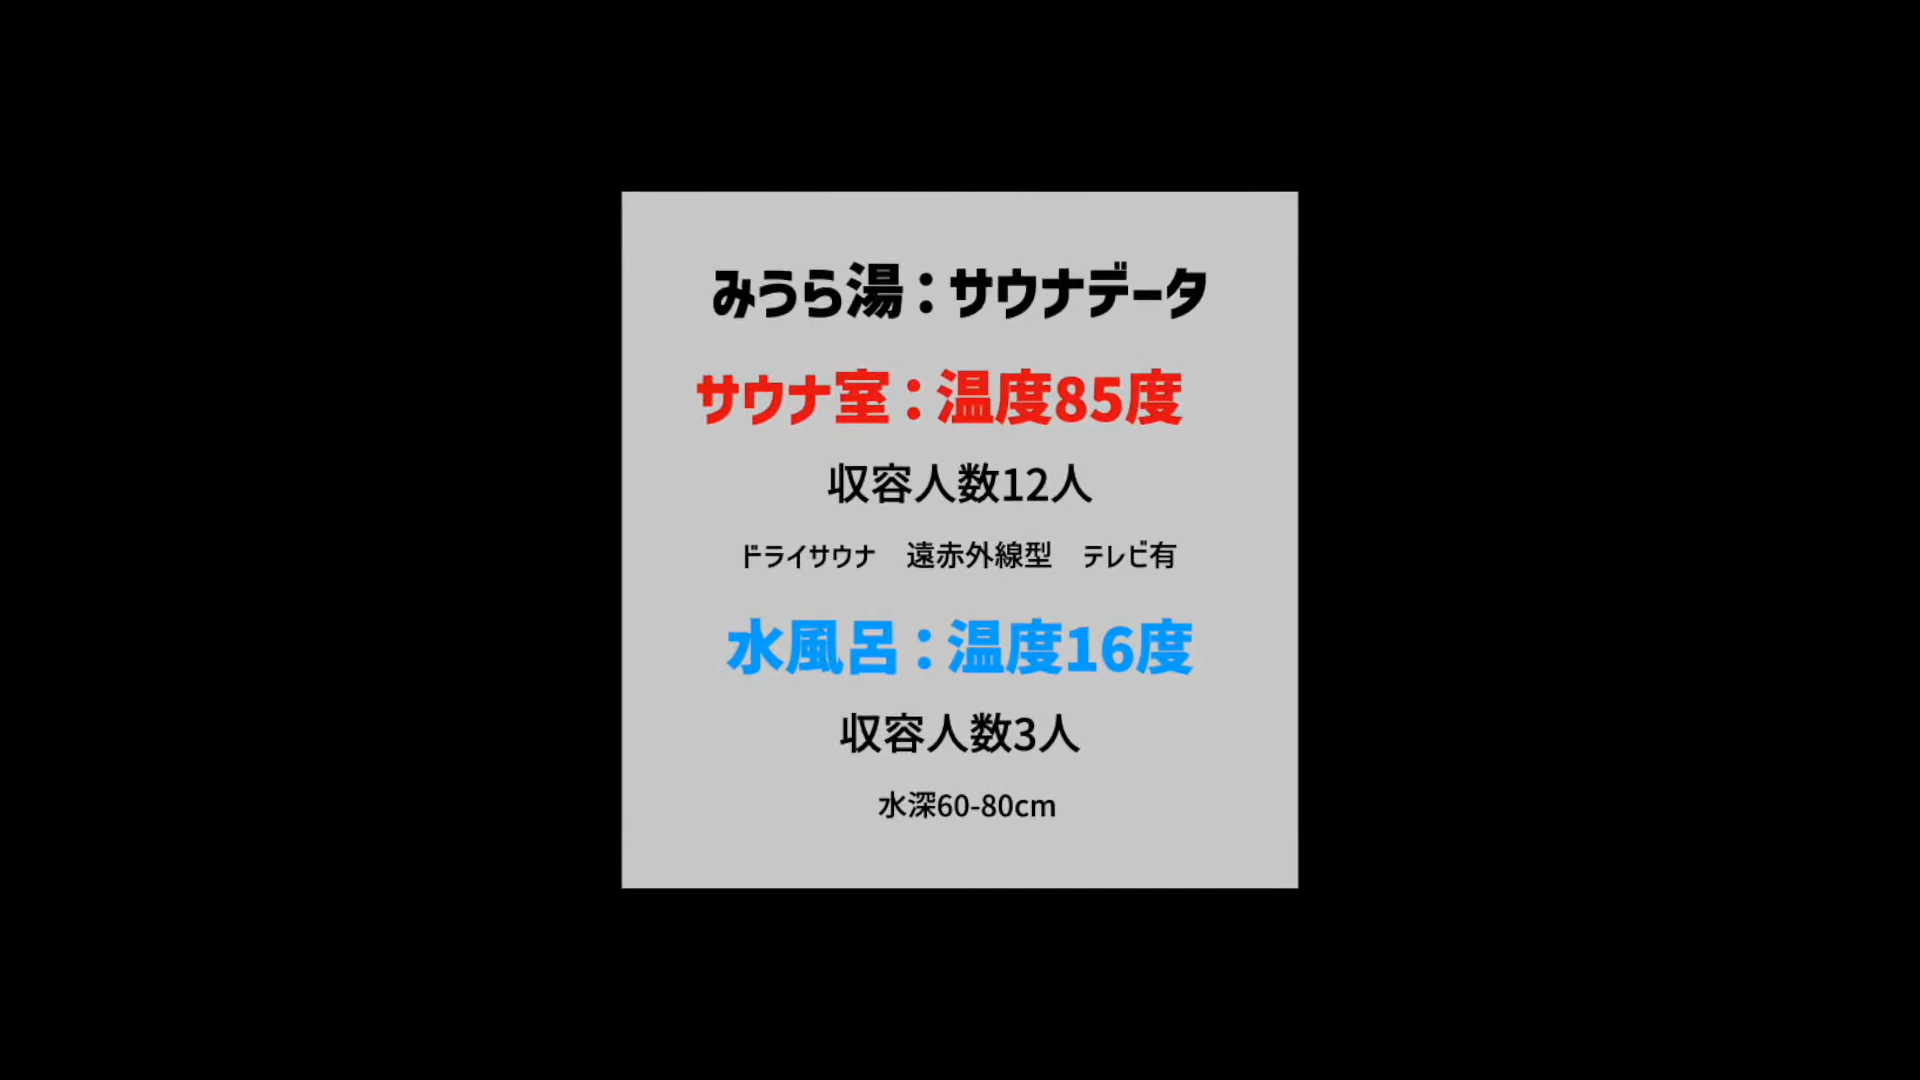 みうら湯：サウナデータ
サウナ室：温度85度
収容人数12人
ドライサウナ　遠赤外線型　テレビ有
水風呂：温度16度
収容人数3人
水深60-80cm